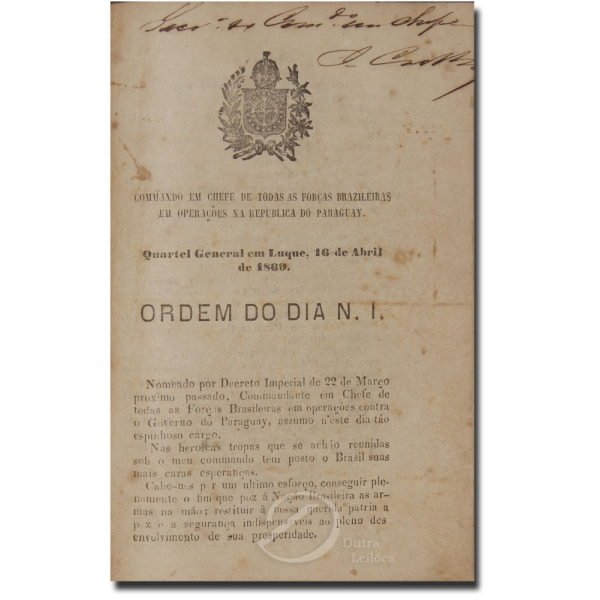 COMMANDO EM CHEFE DE TODAS AS FORÇAS BRAZILEIRAS
EM OPERAÇÕES NA REPUBLICA DO PARAGUAY.
Quartel General em Luque, 16 de Abril
de 1869.
ORDEM DO DIA N. 1.
Nomeado por Decreto Imperial de 22 de Março
proximo passado, Commandante em Chefe de
todas as Forças Brasileiras em operações contra
o Governo do Paraguay, assumo n'este dia tão
espinhoso cargo.
Nas heroicas tropas que se achão reunidas
sob o meu commando tem posto o Brasil suas
mais caras esperanças.
Cabe-nos p r um ultimo esforço, conseguir ple-
namente o fim que poz á Nação Brasileira as ar-
mas na mão; restituir á nossa querida patria a
paz e a segurança indispensaveis ao pleno des
envolvimento de sua prosperidade.
Dutra
Leilões